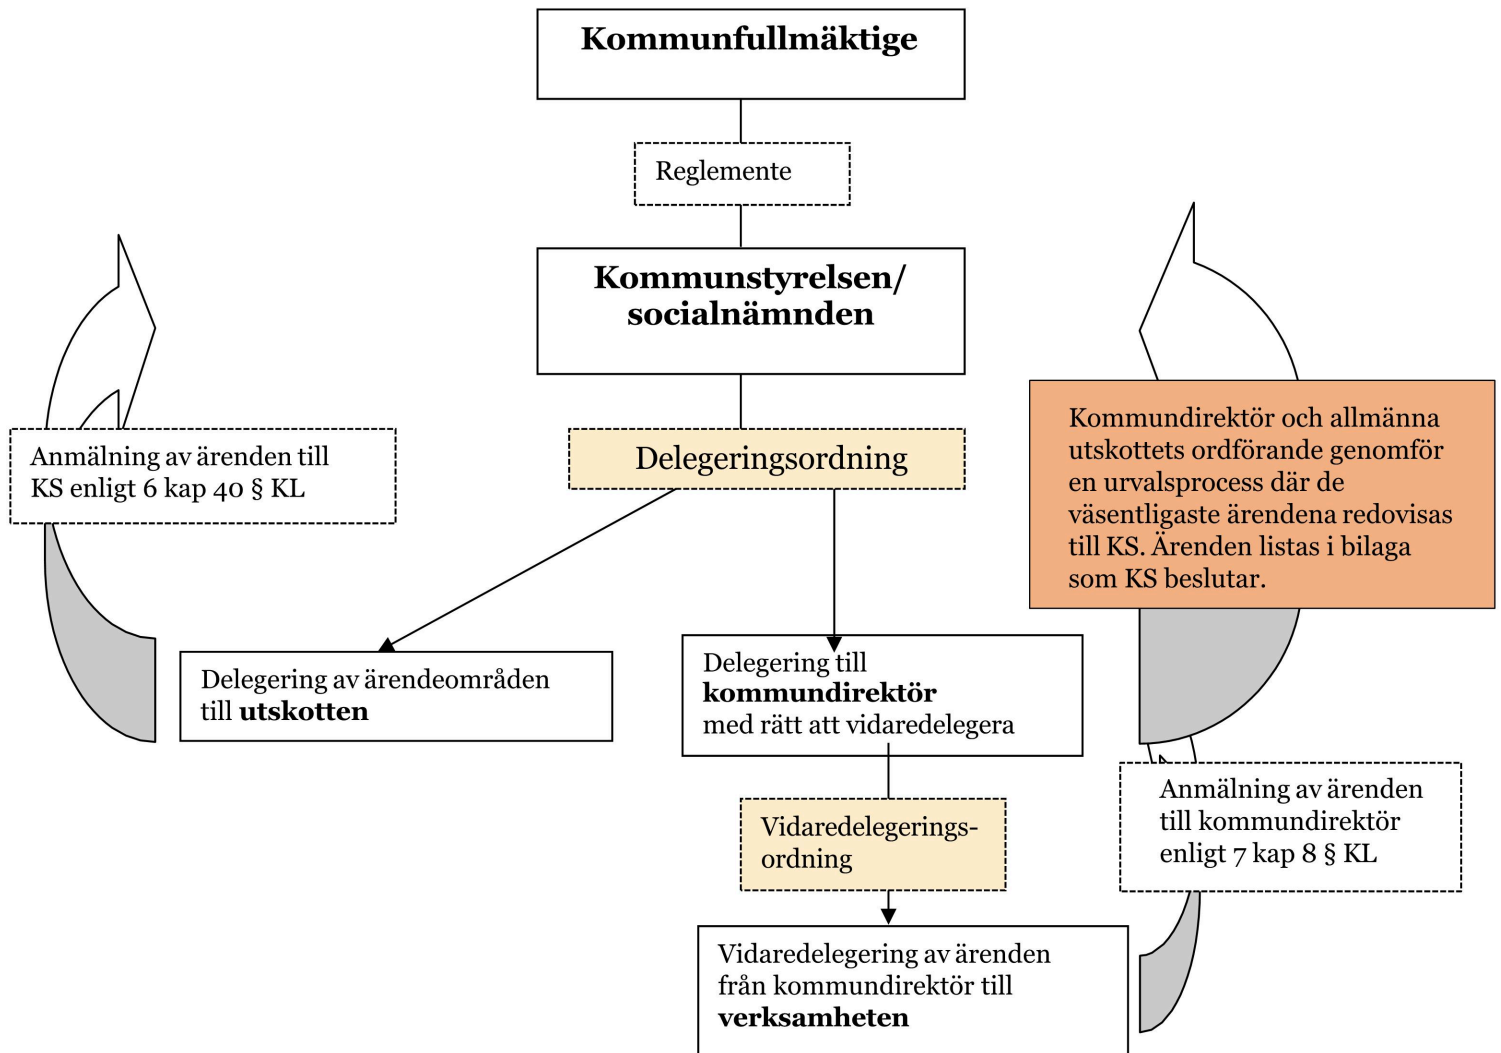 Kommunfullmäktige
Reglemente
Kommunstyrelsen/
socialnämnden
Anmälning av ärenden till
KS enligt 6 kap 40 § KL
Delegeringsordning
Kommundirektör och allmänna
utskottets ordförande genomför
en urvalsprocess där de
väsentligaste ärendena redovisas
till KS. Ärenden listas i bilaga
som KS beslutar.
Delegering av ärendeområden
till utskotten
Delegering till
kommundirektör
med rätt att vidaredelegera
Vidaredelegerings-
ordning
Anmälning av ärenden
till kommundirektör
enligt 7 kap 8 § KL
Vidaredelegering av ärenden
från kommundirektör till
verksamheten